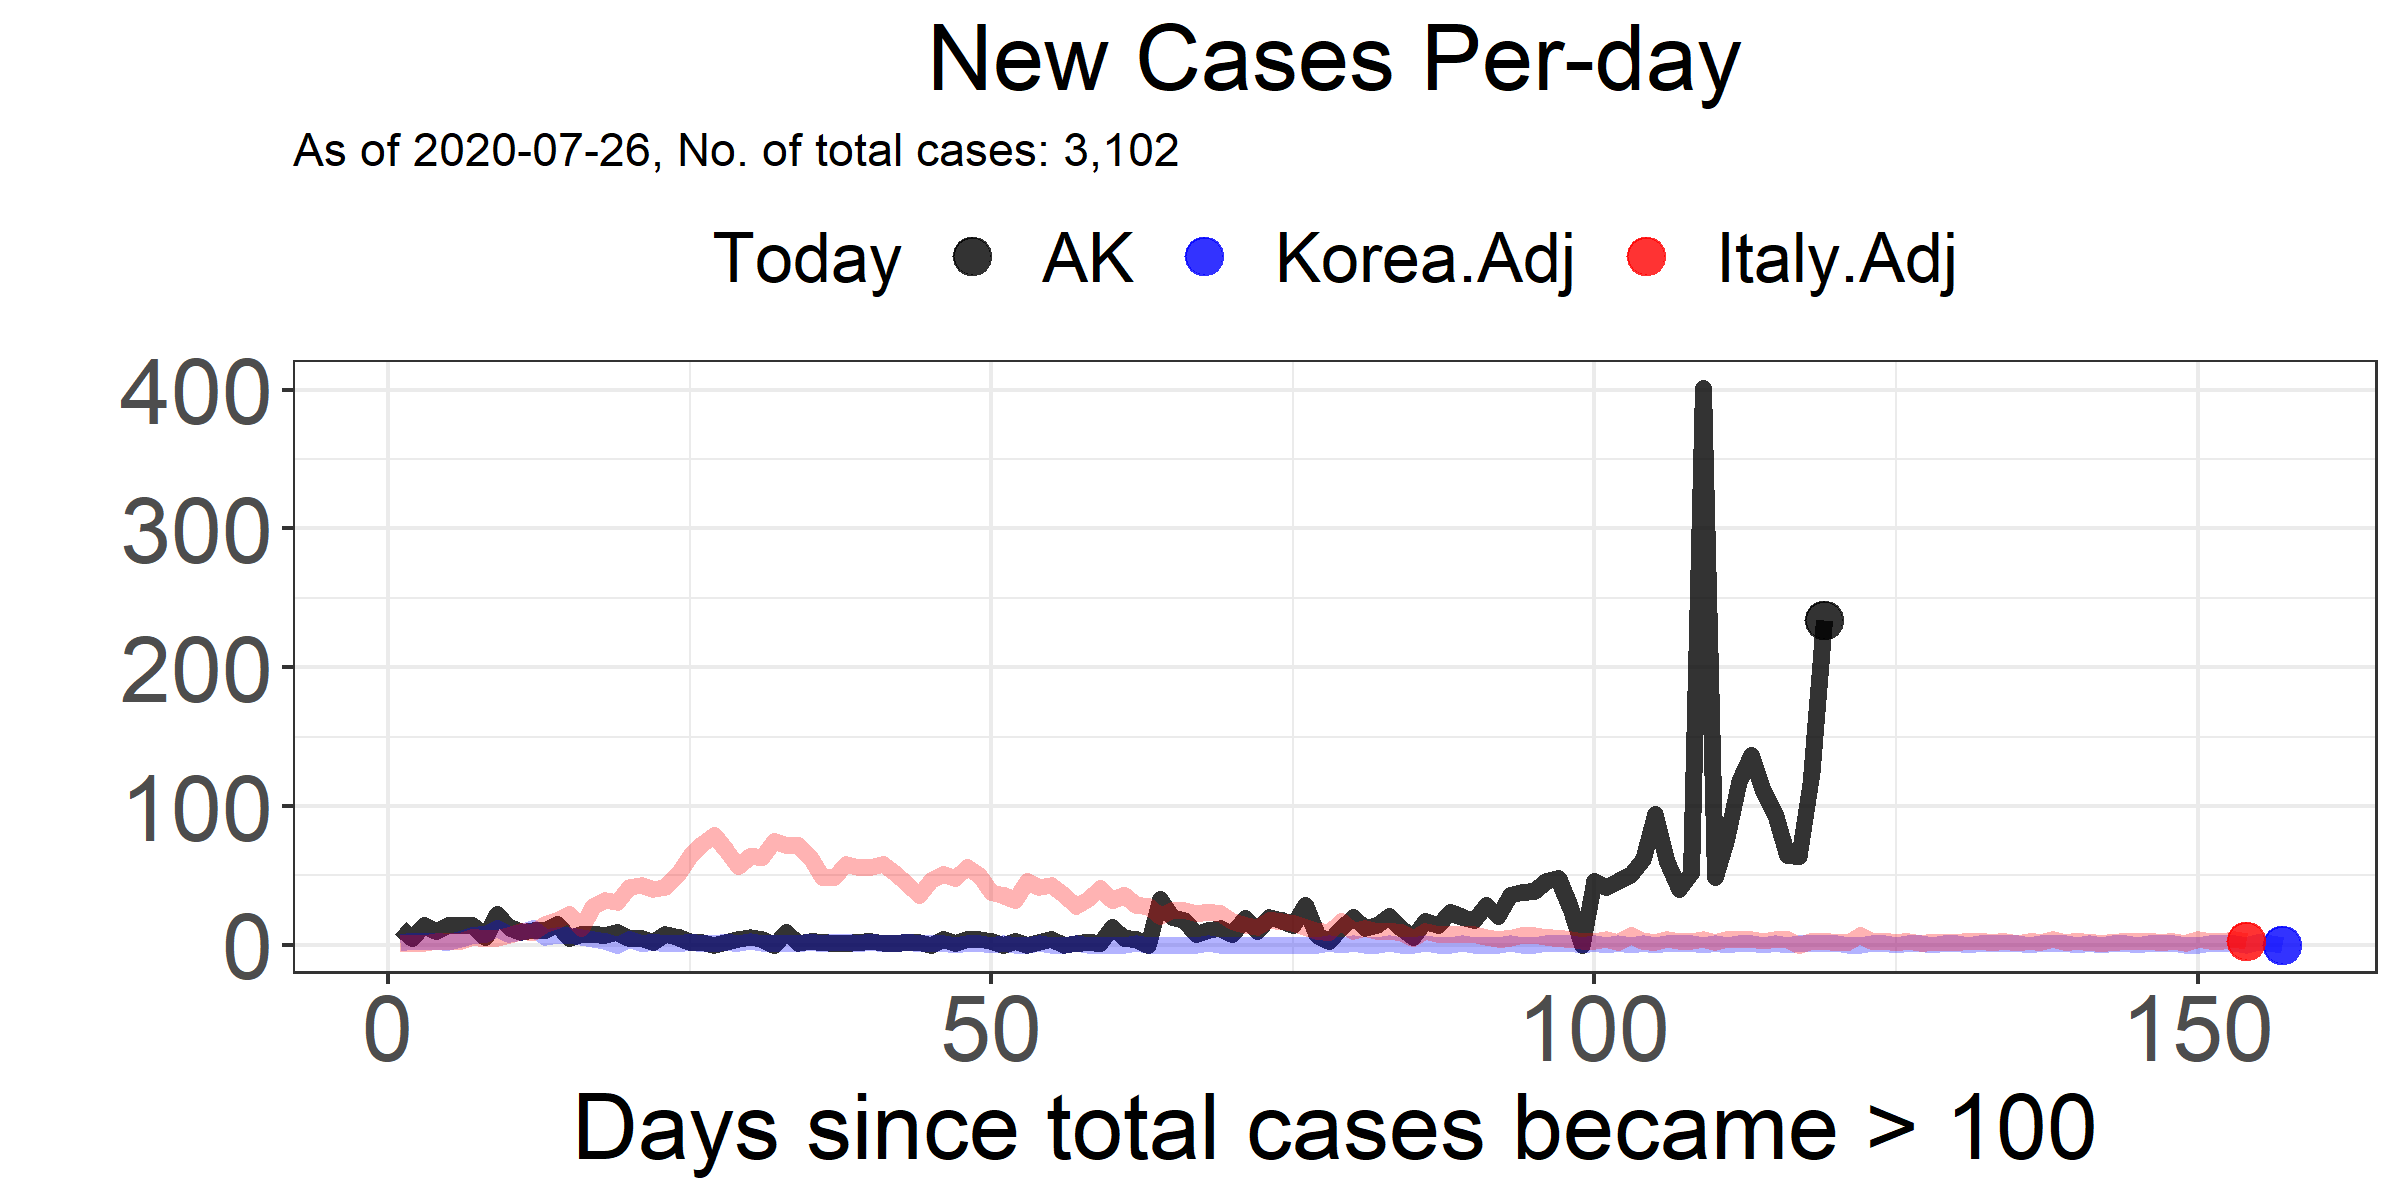 New Cases Per-day
As of 2020-07-26, No. of total cases: 3,102
Today AK Korea.Adj Italy.Adj
400
300
200
100
0
0 50 100 150
Days since total cases became > 100